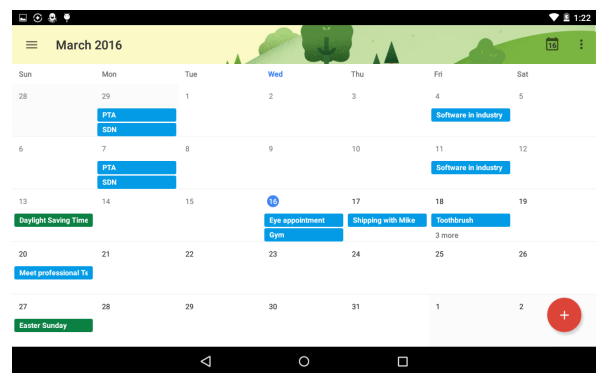 1:22
March 2016
16
Sun Mon Tue Wed Thu Fri Sat
28 29 1 2 3 4 5
PTA Software in industry
SDN
6 7 8 9 10 11 12
PTA Software in industry
SDN
13 14 15 16 17 18 19
Daylight Saving Time Eye appointment Shipping with Mike Toothbrush
Gym 3 more
20 21 22 23 24 25 26
Meet professional Te
27 28 29 30 31 1 2
Easter Sunday